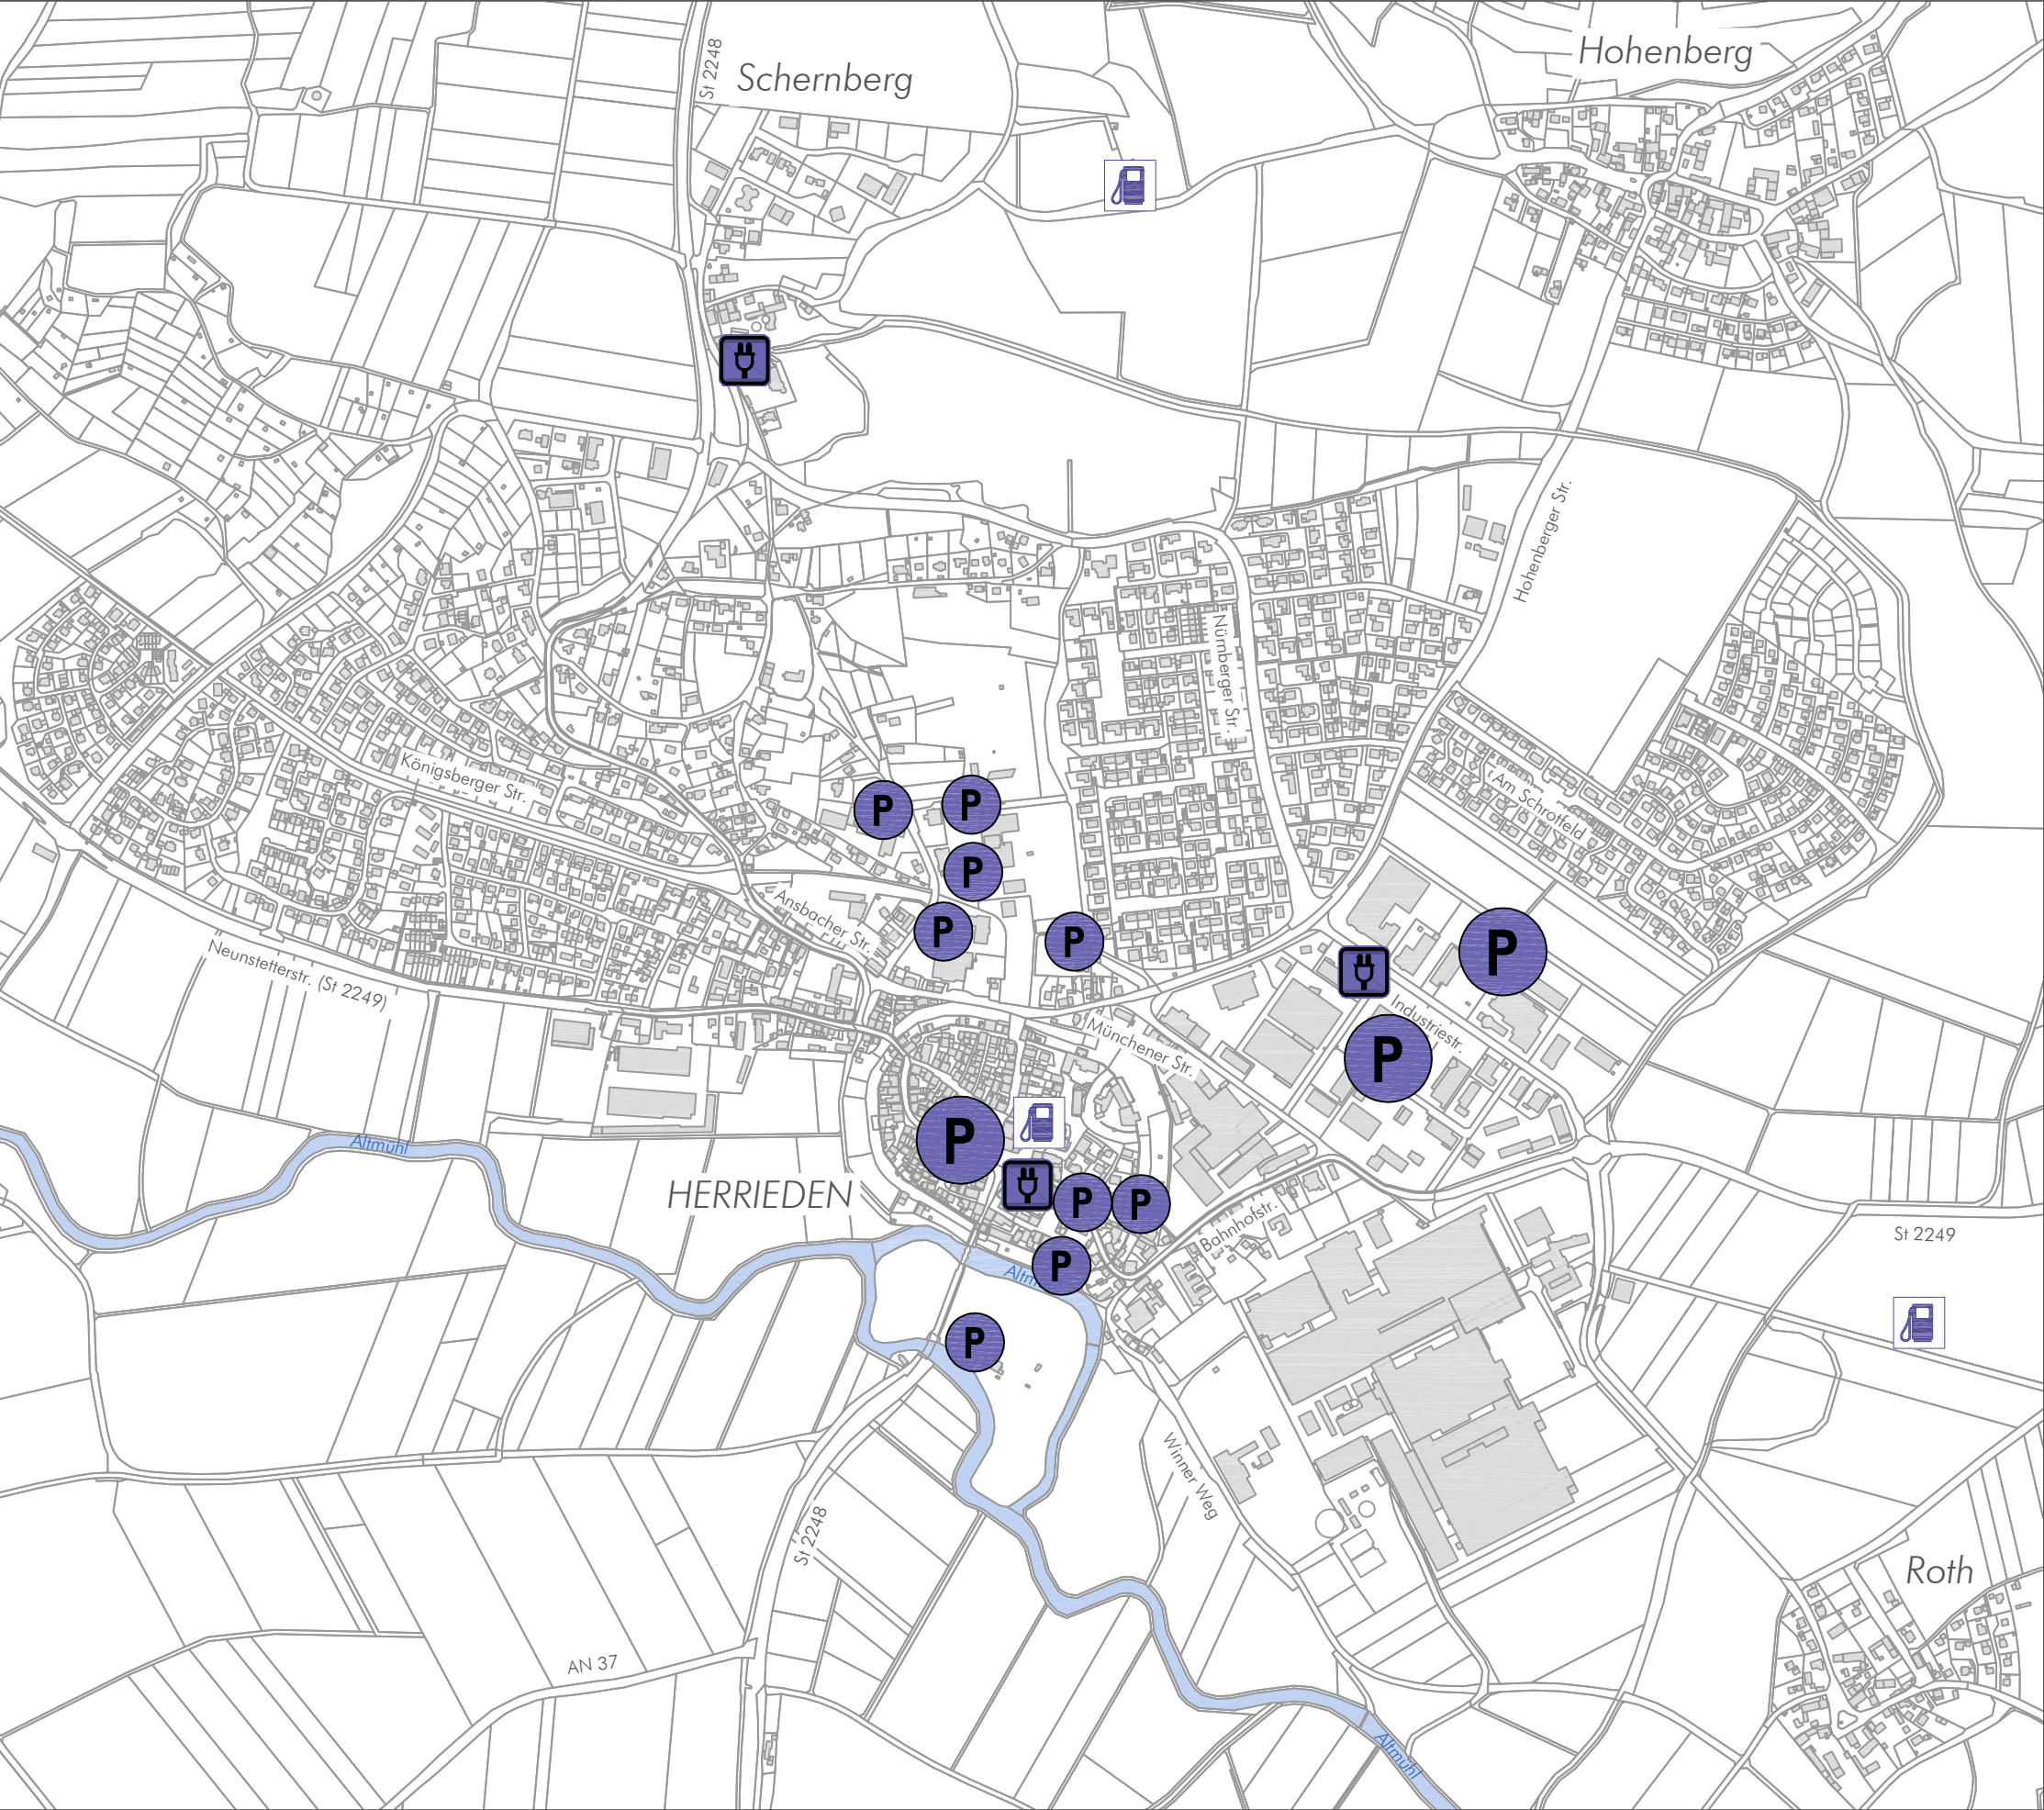 Hohenberg
St 2248
Schernberg
Hohenberger Str.
Nürnberger Str.
Königsberger Str.
Am Schrotfeld
P
P
P
Ansbacher Str.
P
P
P
Neunstetterstr. (St 2249)
Industriestr.
Münchener Str.
P
Altmühl
P
HERRIEDEN
P
P
Bahnhofstr.
St 2249
P
Altm
P
Winner Weg
St 2248
Roth
AN 37
Altmühl